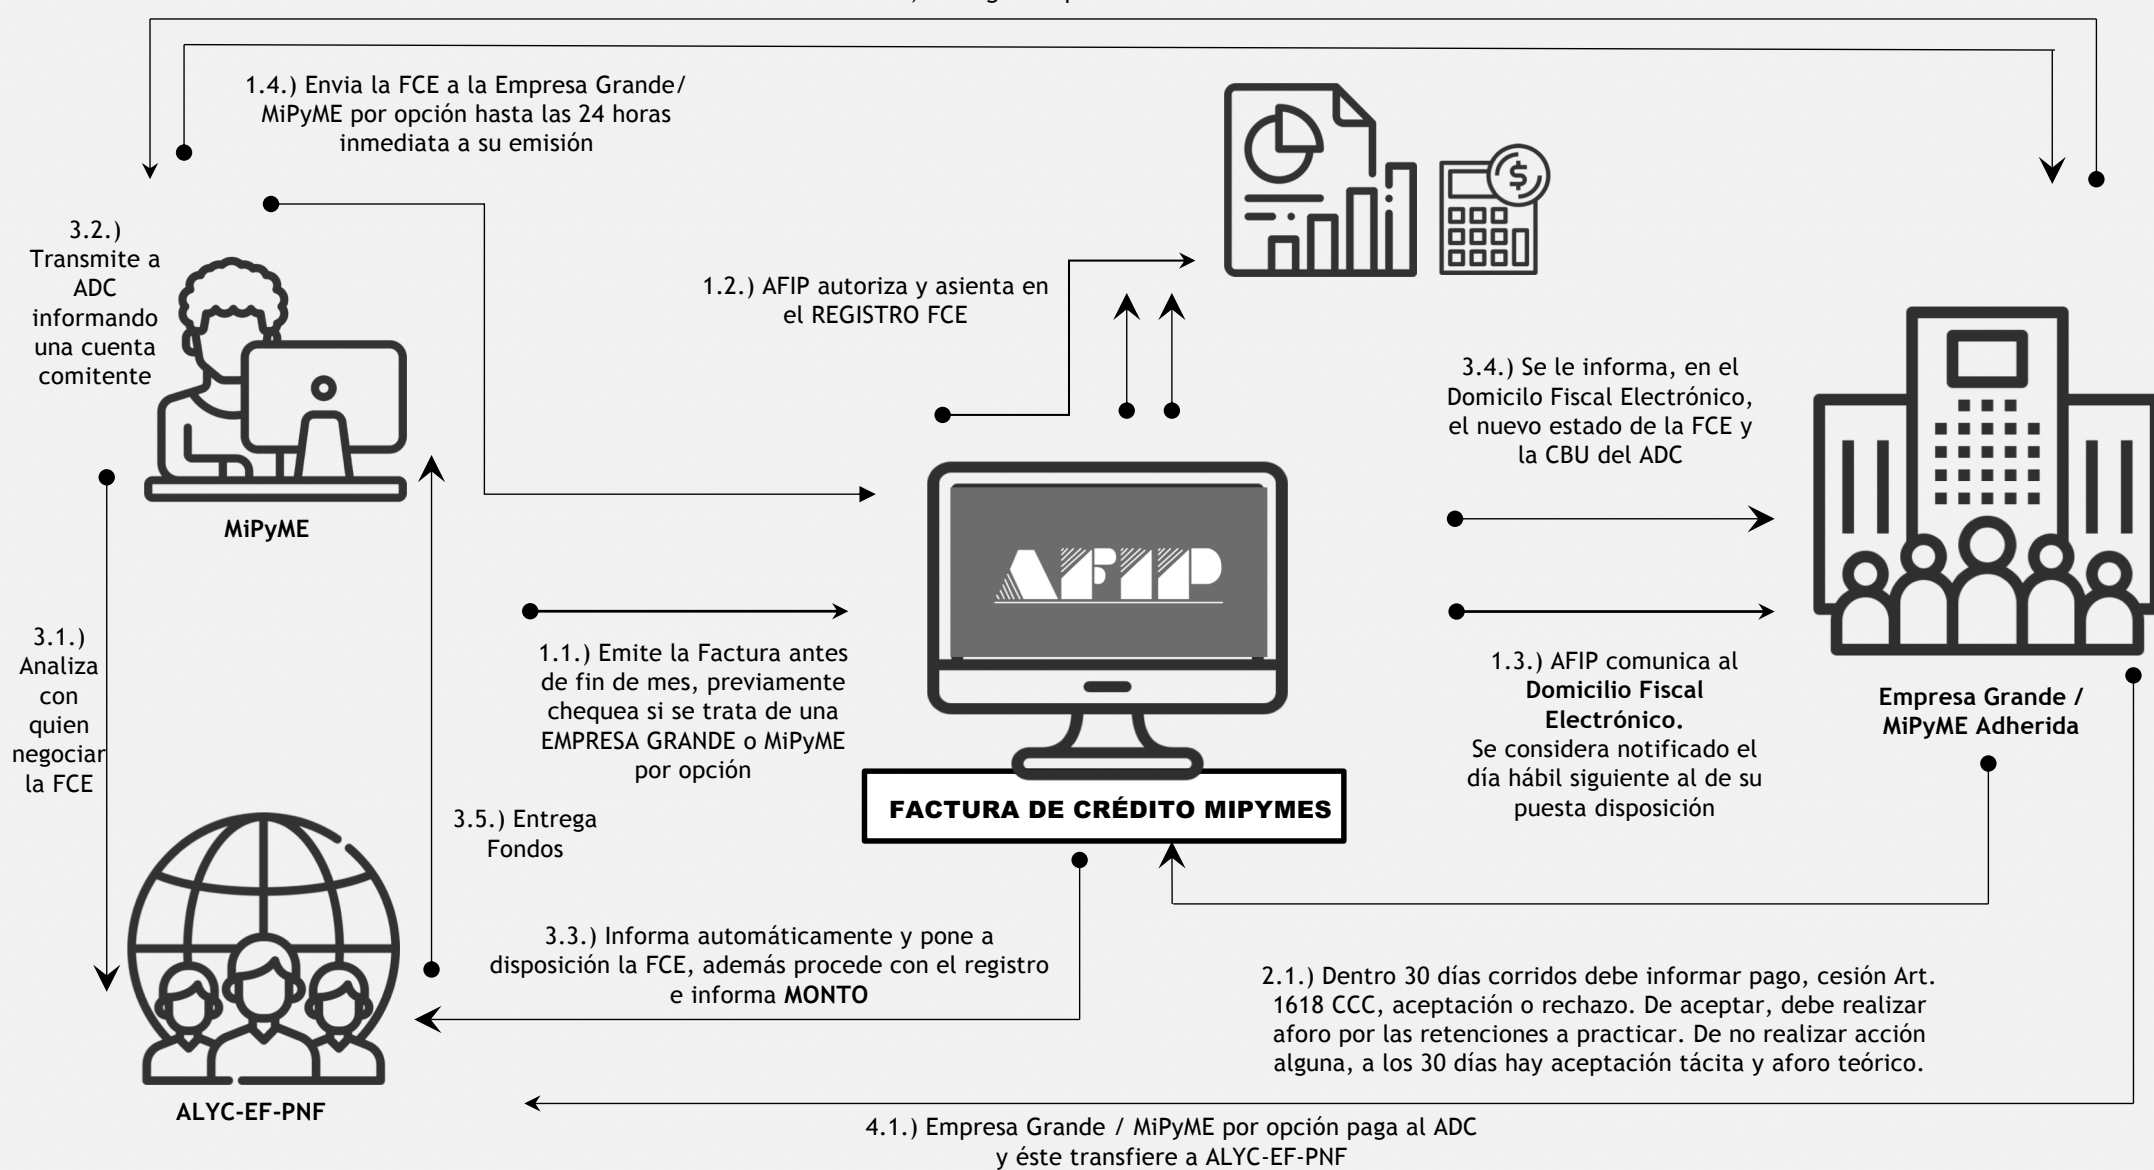 1.4.) Envia la FCE a la Empresa Grande/
MiPyME por opción hasta las 24 horas
inmediata a su emisión
3.2.)
Transmite a
ADC
informando
una cuenta
comitente
1.2.) AFIP autoriza y asienta en
el REGISTRO FCE
$
3.4.) Se le informa, en el
Domicilo Fiscal Electrónico,
el nuevo estado de la FCE y
la CBU del ADC
MiPyME
AFIP
3.1.)
Analiza
con
quien
negociar
la FCE
1.1.) Emite la Factura antes
de fin de mes, previamente
chequea si se trata de una
EMPRESA GRANDE o MiPyME
por opción
1.3.) AFIP comunica al
Domicilio Fiscal
Electrónico.
Se considera notificado el
día hábil siguiente al de su
puesta disposición
Empresa Grande /
MiPyME Adherida
FACTURA DE CRÉDITO MIPYMES
3.5.) Entrega
Fondos
3.3.) Informa automáticamente y pone a
disposición la FCE, además procede con el registro
e informa MONTO
2.1.) Dentro 30 días corridos debe informar pago, cesión Art.
1618 CCC, aceptación o rechazo. De aceptar, debe realizar
aforo por las retenciones a practicar. De no realizar acción
alguna, a los 30 días hay aceptación tácita y aforo teórico.
ALYC-EF-PNF
4.1.) Empresa Grande / MiPyME por opción paga al ADC
y éste transfiere a ALYC-EF-PNF